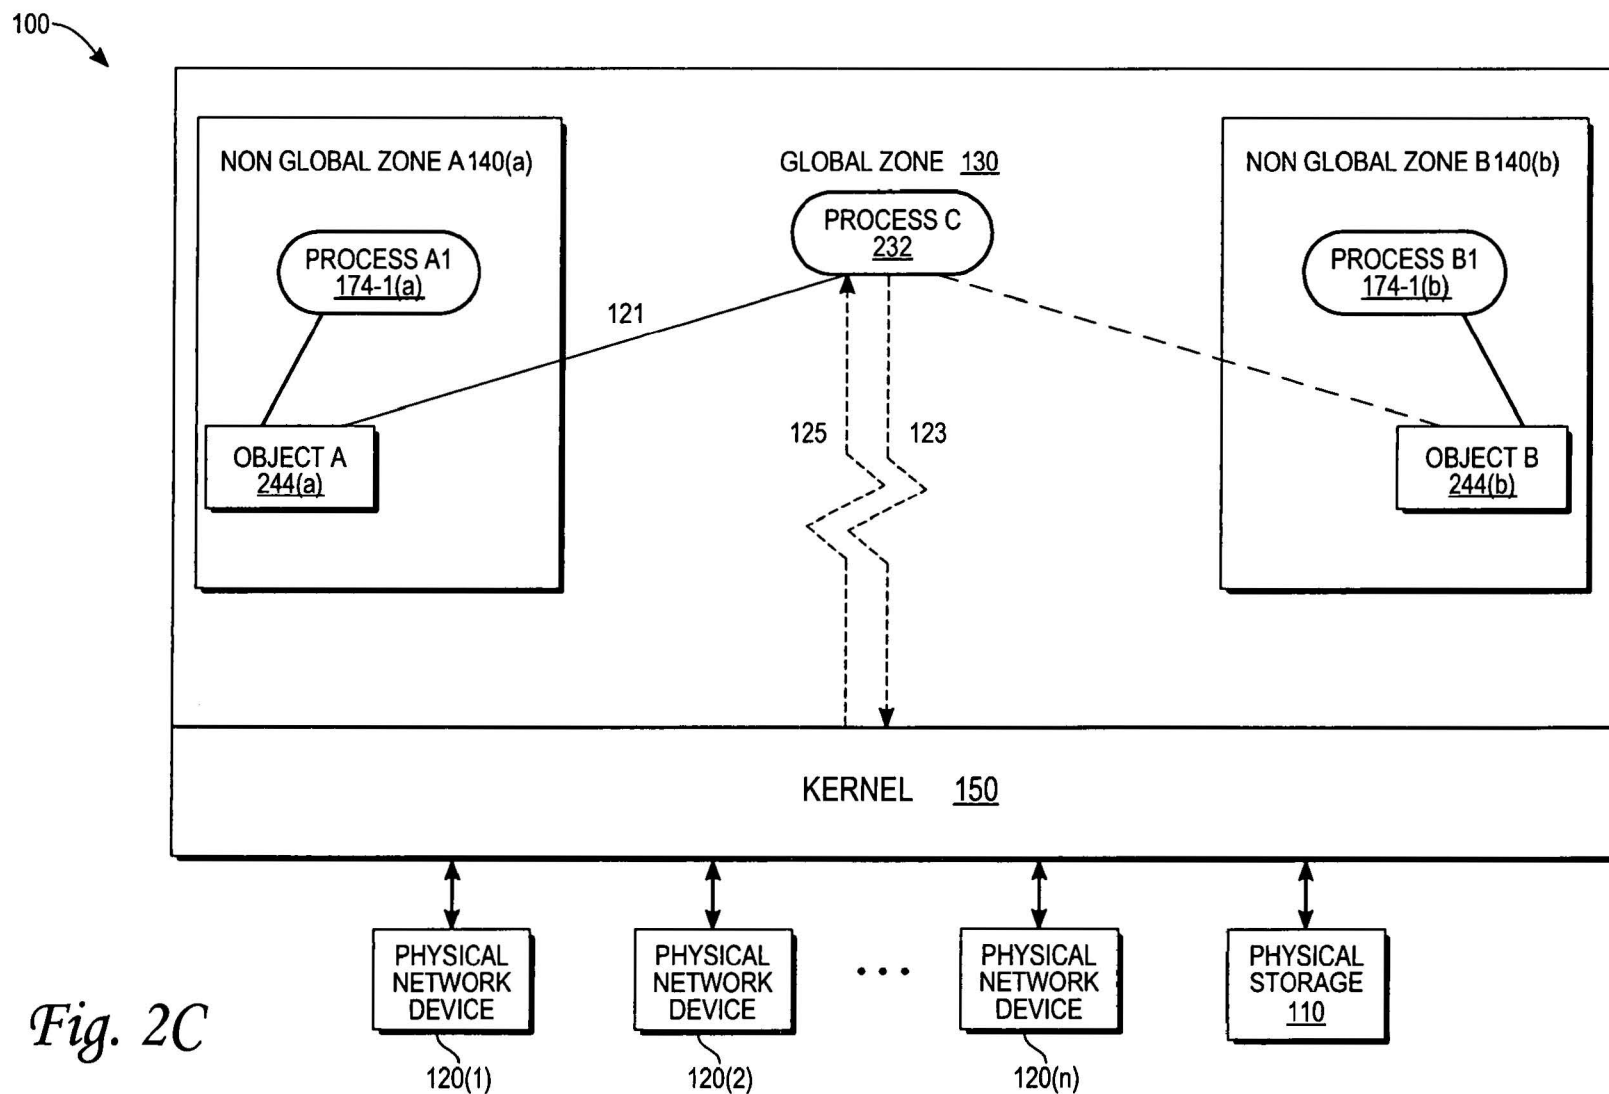 100
NON GLOBAL ZONE A 140(a)
GLOBAL ZONE 130
NON GLOBAL ZONE B 140(b)
PROCESS A1
174-1(a)
PROCESS C
232
PROCESS B1
174-1(b)
121
125
123
OBJECT A
244(a)
OBJECT B
244(b)
KERNEL 150
PHYSICAL
NETWORK
DEVICE
120(1)
PHYSICAL
NETWORK
DEVICE
120(2)
• • •
PHYSICAL
NETWORK
DEVICE
120(n)
PHYSICAL
STORAGE
110
Fig. 2C